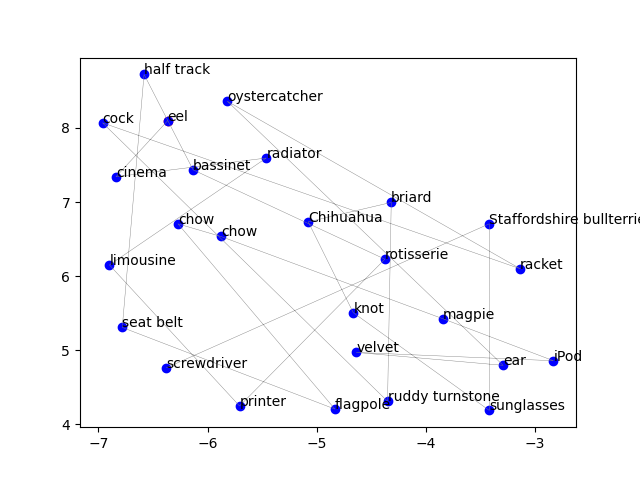 half track
oystercatcher
cock
eel
8
radiator
bassinet
cinema
7
briard
Chihuahua
Staffordshire bullterrie
chow
chow
rotisserie
limousine
racket
6
knot
magpie
seat belt
velvet
iPod
5
screwdriver
ear
ruddy turnstone
printer
flagpole
sunglasses
4
−7
−6
−5
−4
−3